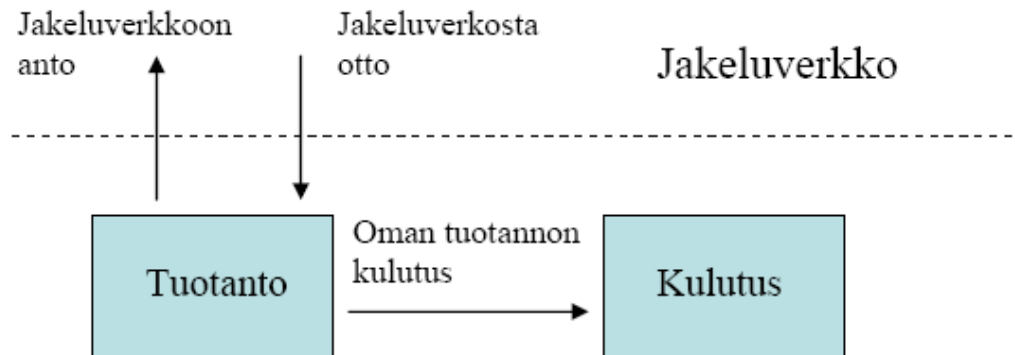 Jakeluverkkoon
anto
Jakeluverkosta
otto
Jakeluverkko
Oman tuotannon
kulutus
Tuotanto
Kulutus